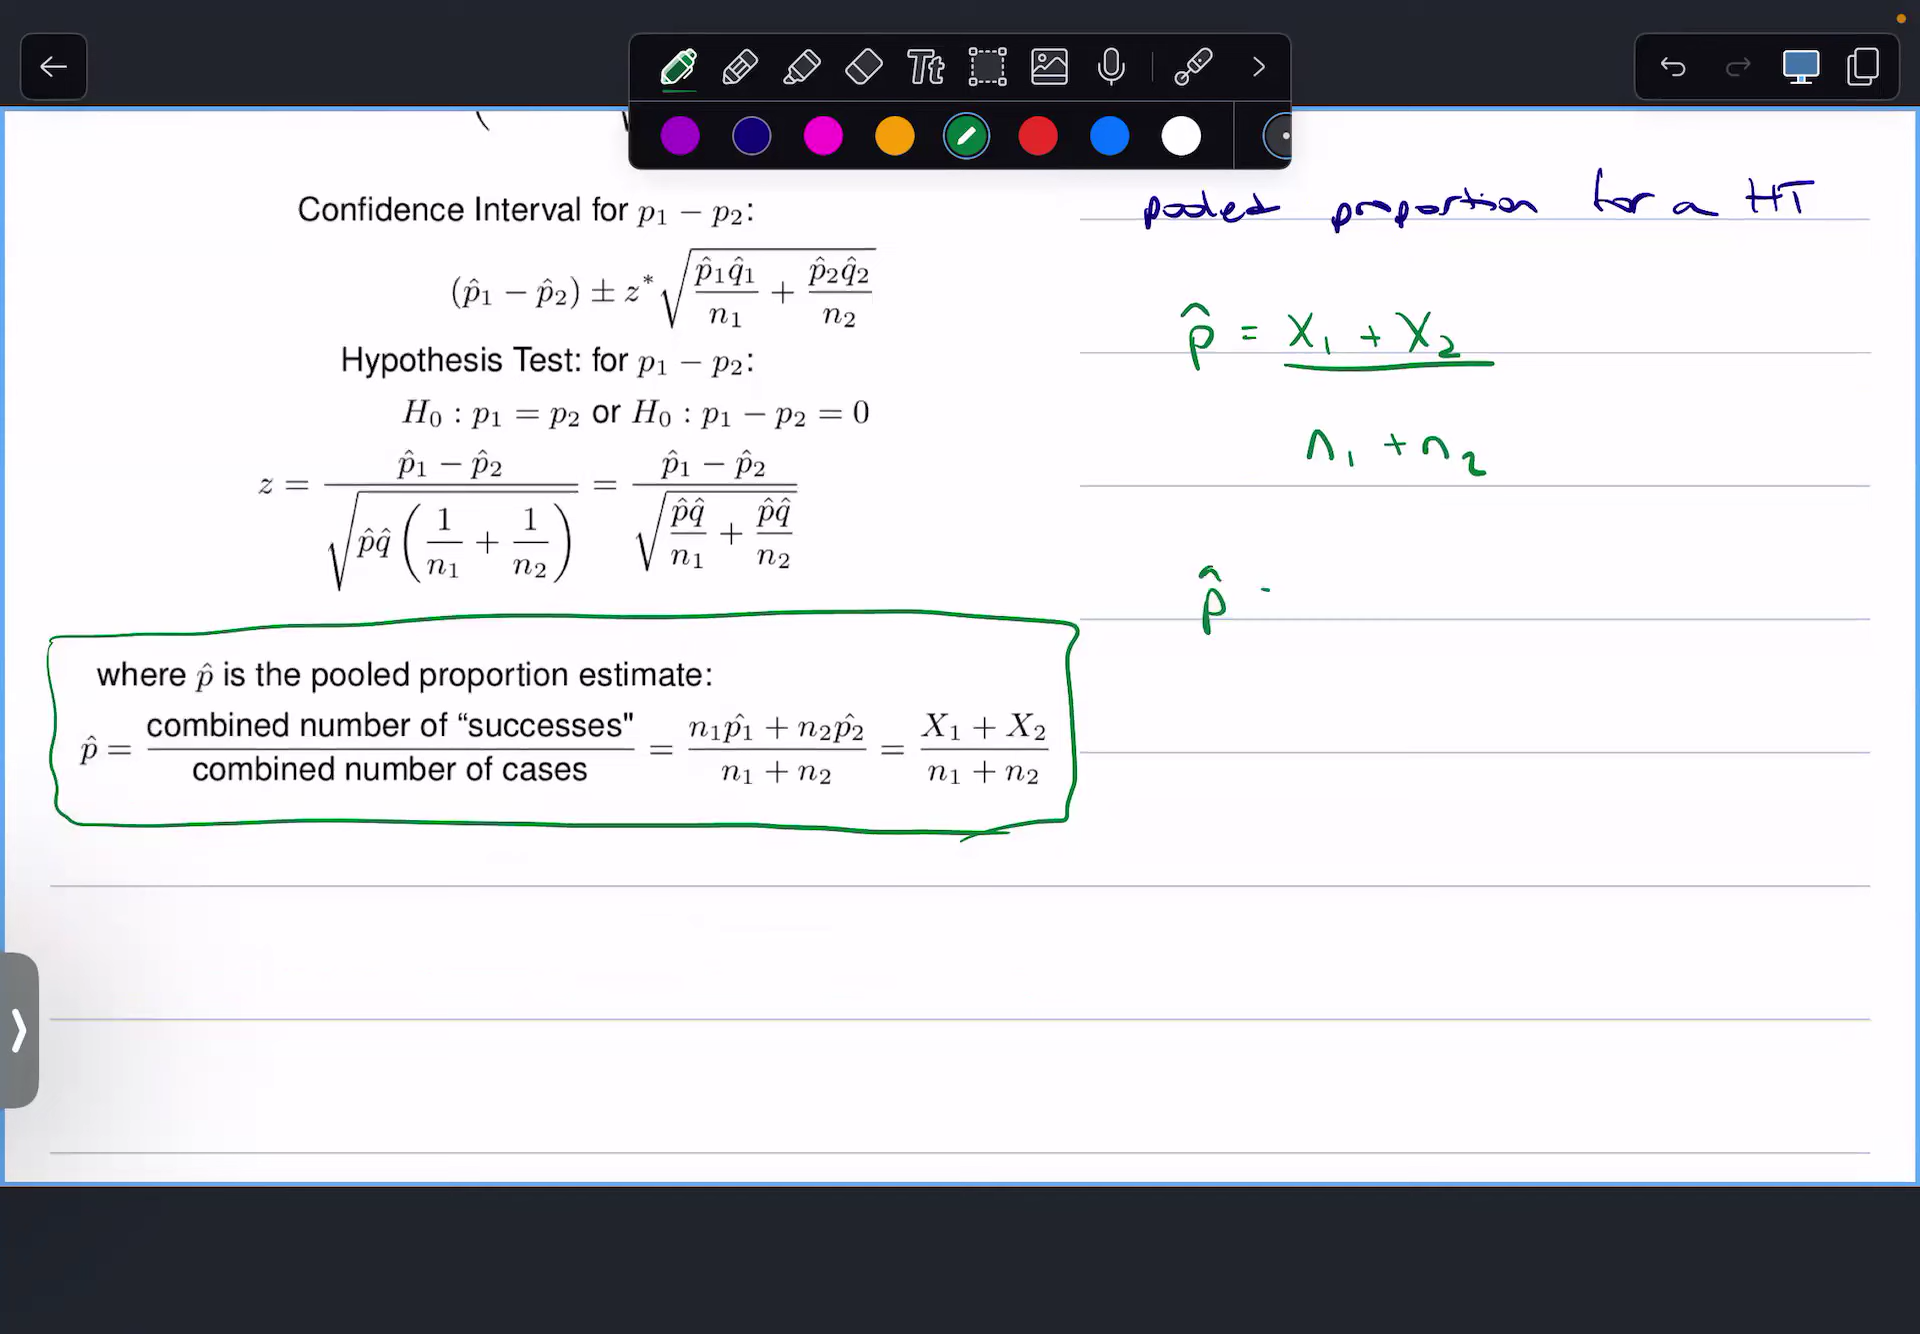 Tt
Confidence Interval for p₁ − p₂:
(p̂₁ − p̂₂) ± z* √(p̂₁q̂₁/n₁ + p̂₂q̂₂/n₂)
Hypothesis Test: for p₁ − p₂:
H₀ : p₁ = p₂ or H₀ : p₁ − p₂ = 0
z = (p̂₁ − p̂₂)/√(p̂q̂(1/n₁ + 1/n₂)) = (p̂₁ − p̂₂)/√(p̂q̂/n₁ + p̂q̂/n₂)
where p̂ is the pooled proportion estimate:
p̂ = combined number of “successes"/combined number of cases = (n₁p̂₁ + n₂p̂₂)/(n₁ + n₂) = (X₁ + X₂)/(n₁ + n₂)
pooled proportion for a HT
p̂ = X₁ + X₂
n₁ + n₂
p̂ -